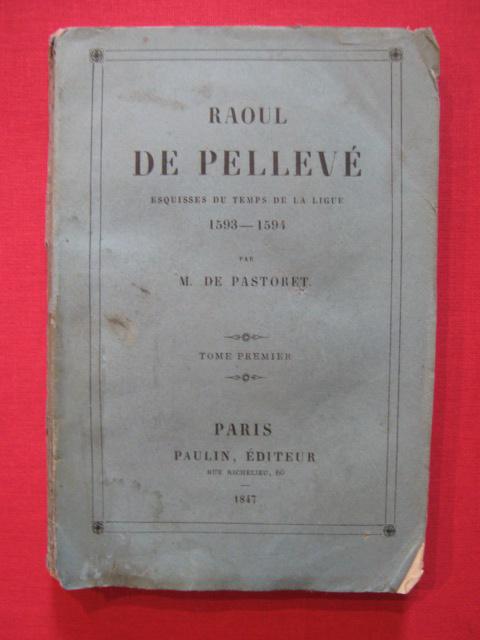 RAOUL
DE PELLEVÉ
ESQUISSES DU TEMPS DE LA LIGUE
1593—1594
PAR
M. DE PASTORET.
TOME PREMIER
PARIS
PAULIN, ÉDITEUR
RUE RICHELIEU, 60
1847